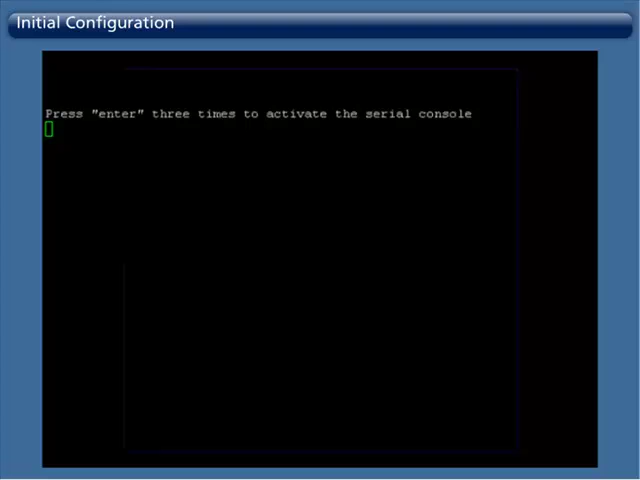 Initial Configuration
Press "enter" three times to activate the serial console